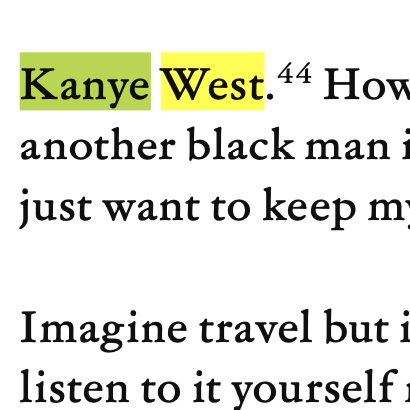 Kanye West.⁴⁴ How
another black man
just want to keep my
Imagine travel but
listen to it yourself